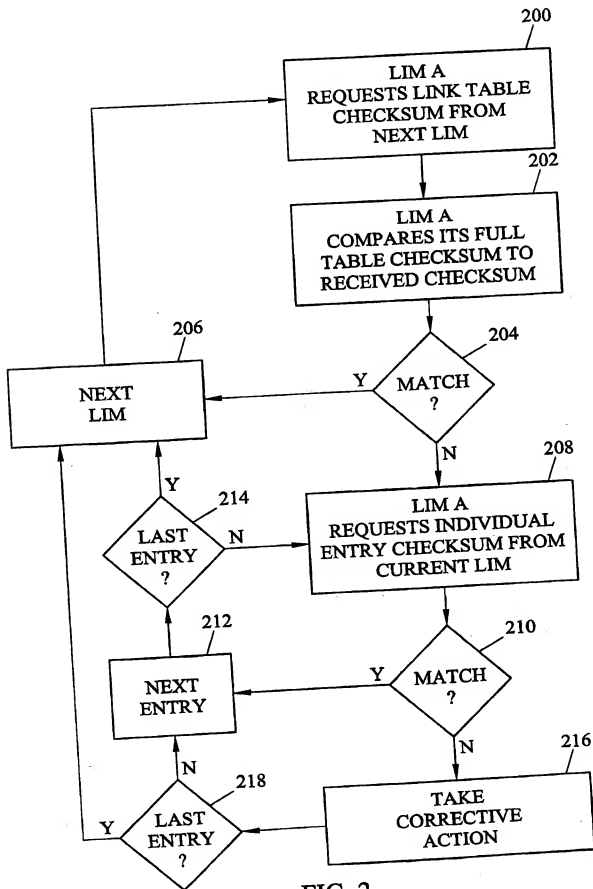 200
LIM A
REQUESTS LINK TABLE
CHECKSUM FROM
NEXT LIM
202
LIM A
COMPARES ITS FULL
TABLE CHECKSUM TO
RECEIVED CHECKSUM
204
MATCH
?
Y
N
206
NEXT
LIM
208
LIM A
REQUESTS INDIVIDUAL
ENTRY CHECKSUM FROM
CURRENT LIM
214
LAST
ENTRY
?
Y
N
210
MATCH
?
Y
N
212
NEXT
ENTRY
216
TAKE
CORRECTIVE
ACTION
218
LAST
ENTRY
?
N
Y
FIG. 2